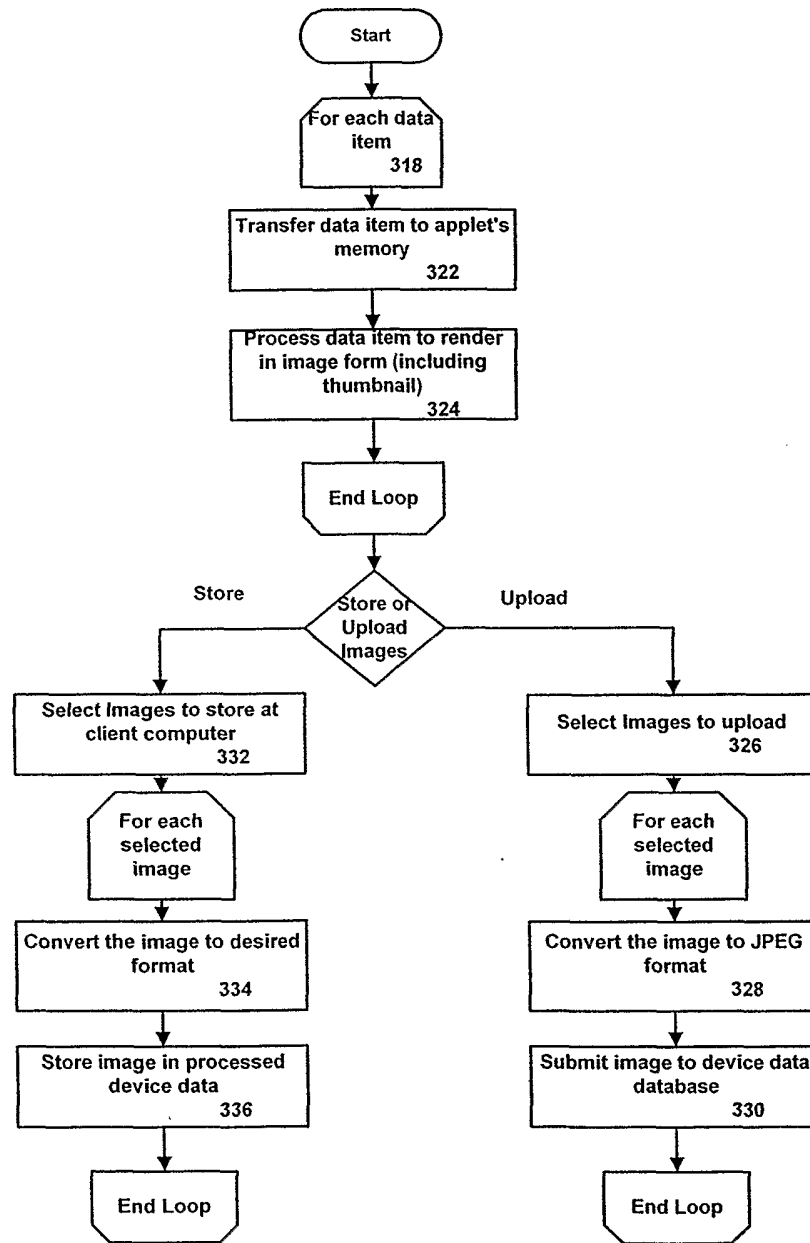 Start
For each data
item
318
Transfer data item to applet's
memory
322
Process data item to render
in image form (including
thumbnail)
324
End Loop
Store or
Upload
Images
Store
Upload
Select Images to store at
client computer
332
For each
selected
image
Convert the image to desired
format
334
Store image in processed
device data
336
End Loop
Select Images to upload
326
For each
selected
image
Convert the image to JPEG
format
328
Submit image to device data
database
330
End Loop